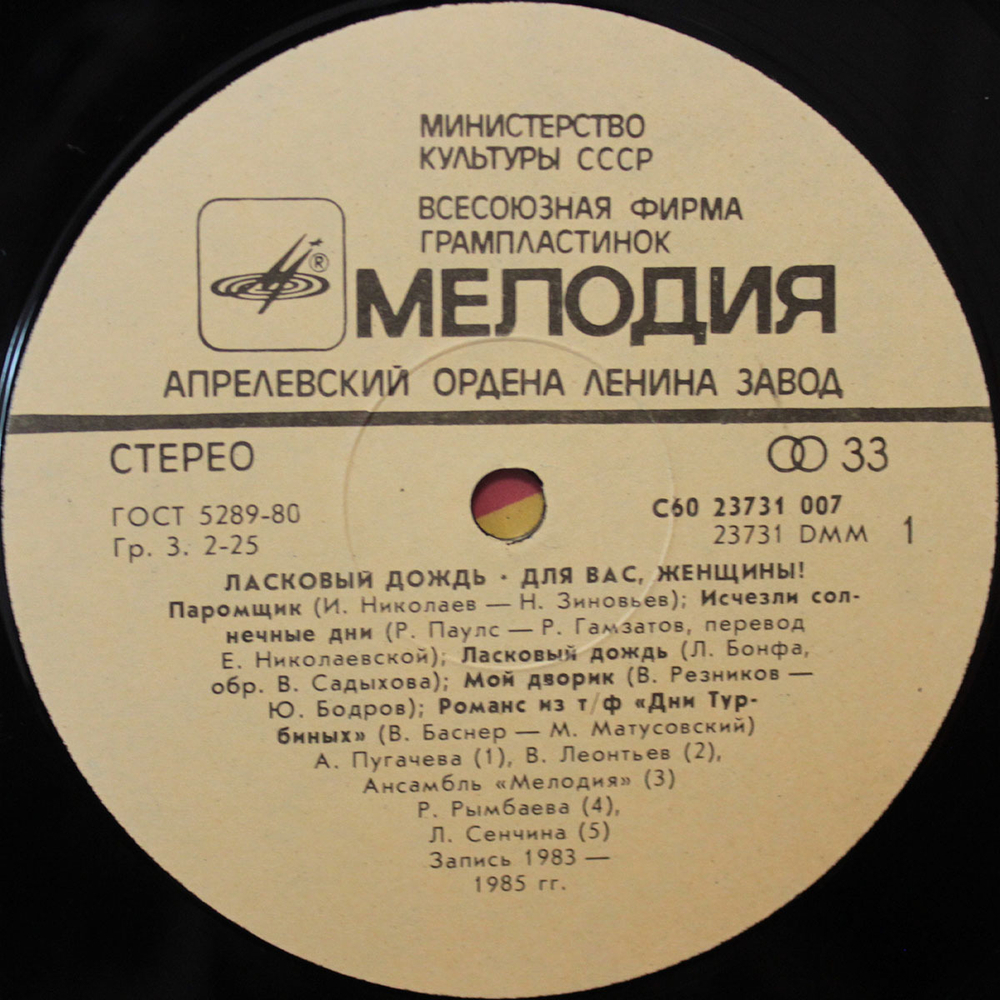 МИНИСТЕРСТВО
КУЛЬТУРЫ СССР
ВСЕСОЮЗНАЯ ФИРМА
ГРАМПЛАСТИНОК
®
МЕЛОДИЯ
АПРЕЛЕВСКИЙ ОРДЕНА ЛЕНИНА ЗАВОД
СТЕРЕО
33
ГОСТ 5289-80
Гр. 3. 2-25
С60 23731 007
23731 DMM
1
ЛАСКОВЫЙ ДОЖДЬ · ДЛЯ ВАС, ЖЕНЩИНЫ!
Паромщик (И. Николаев — Н. Зиновьев); Исчезли сол-
нечные дни (Р. Паулс — Р. Гамзатов, перевод
Е. Николаевской); Ласковый дождь (Л. Бонфа,
обр. В. Садыхова); Мой дворик (В. Резников —
Ю. Бодров); Романс из т/ф «Дни Тур-
биных» (В. Баснер — М. Матусовский)
А. Пугачева (1), В. Леонтьев (2),
Ансамбль «Мелодия» (3)
Р. Рымбаева (4),
Л. Сенчина (5)
Запись 1983 —
1985 гг.